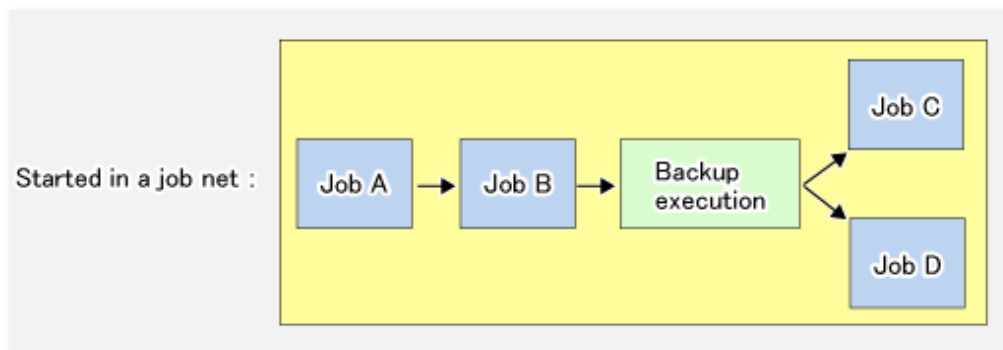 Started in a job net :
Job A
Job B
Backup
execution
Job C
Job D